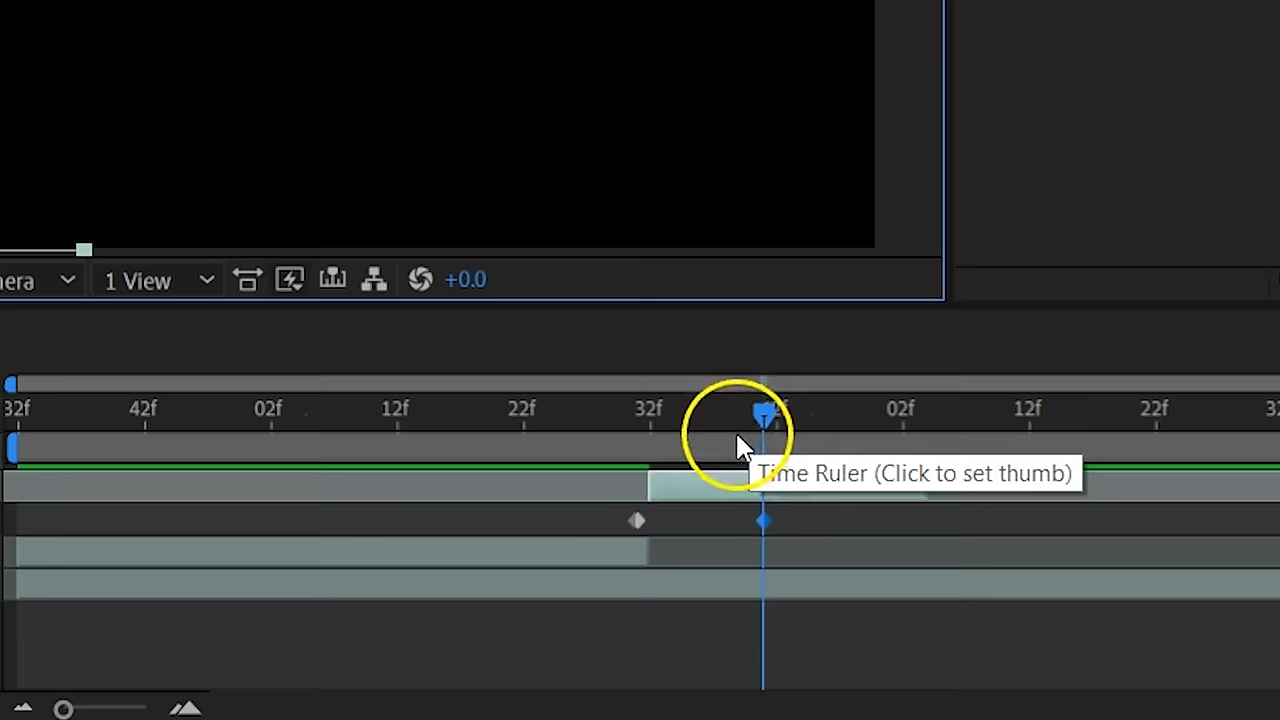 era 1 View +0.0
32f 42f 02f 12f 22f 32f 02f 12f 22f
Time Ruler (Click to set thumb)